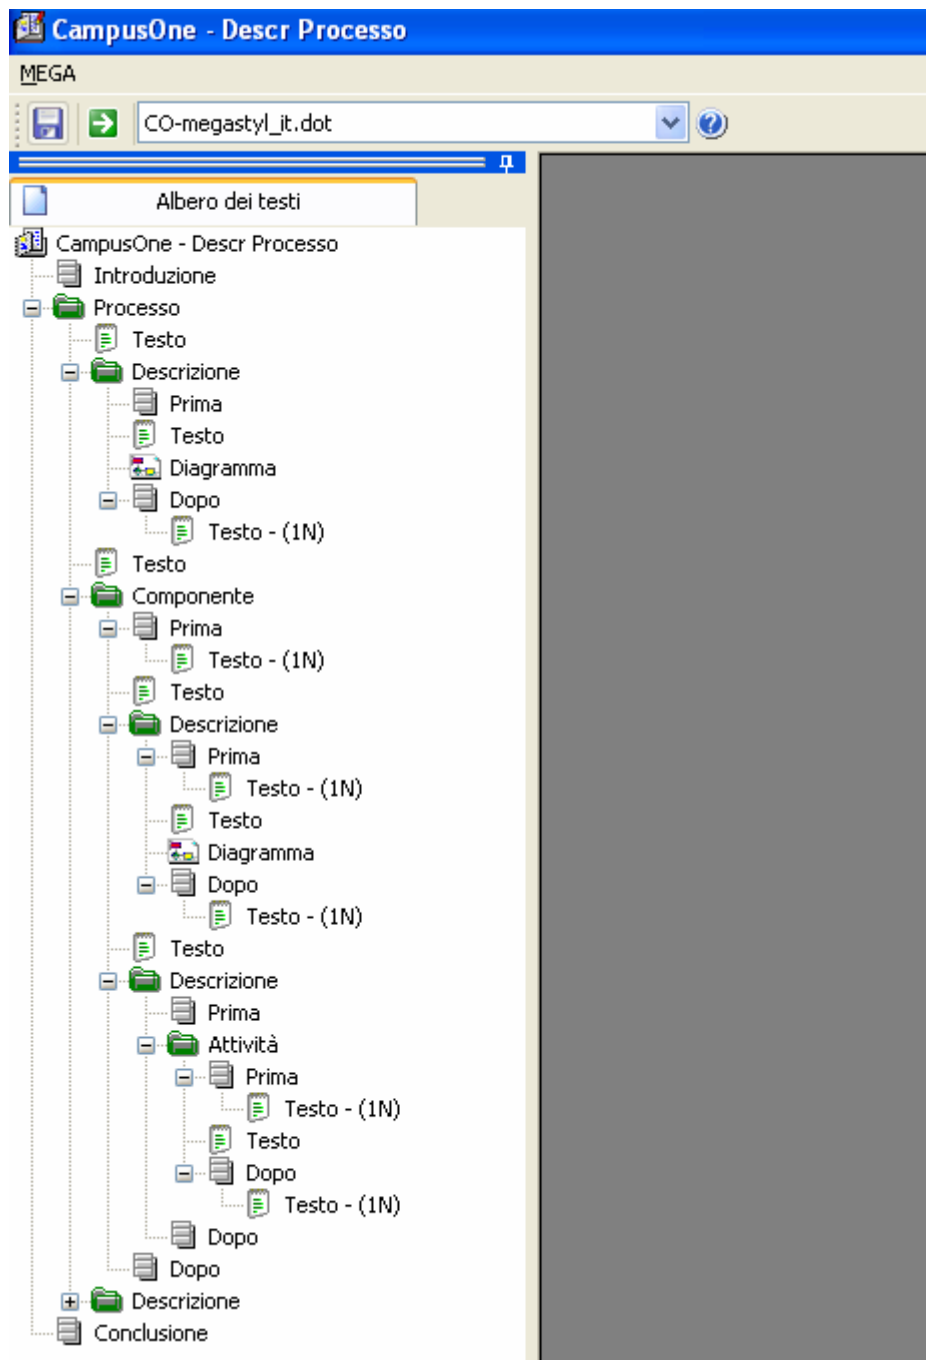 CampusOne - Descr Processo
MEGA
CO-megastyl_it.dot
Albero dei testi
CampusOne - Descr Processo
Introduzione
Processo
Testo
Descrizione
Prima
Testo
Diagramma
Dopo
Testo - (1N)
Testo
Componente
Prima
Testo - (1N)
Testo
Descrizione
Prima
Testo - (1N)
Testo
Diagramma
Dopo
Testo - (1N)
Testo
Descrizione
Prima
Attività
Prima
Testo - (1N)
Testo
Dopo
Testo - (1N)
Dopo
Dopo
Descrizione
Conclusione